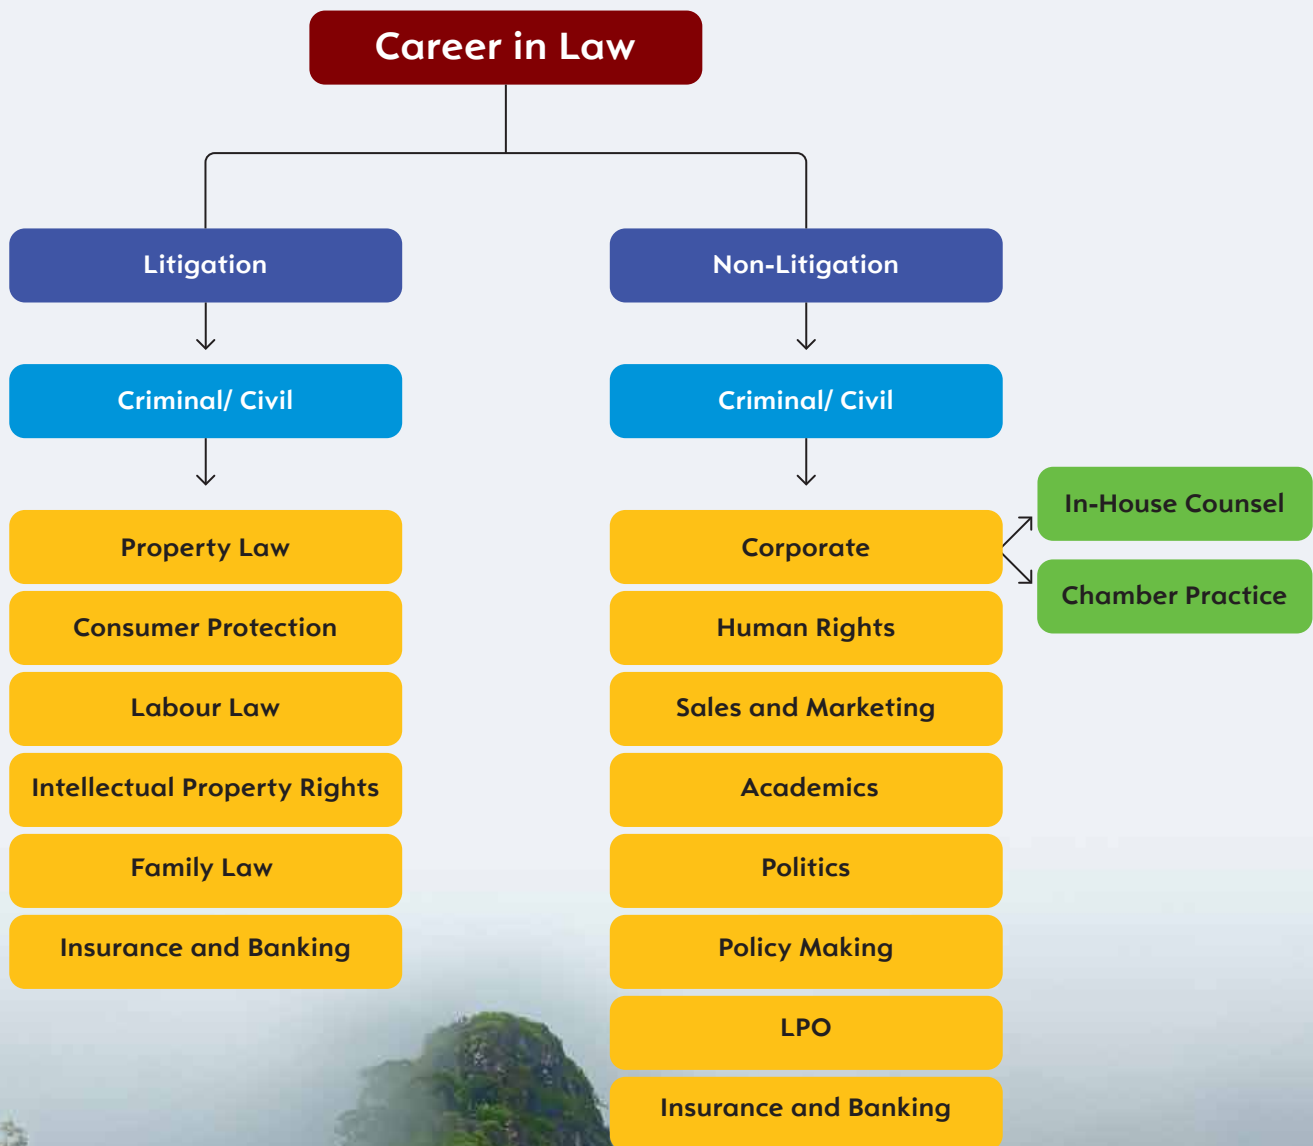 Career in Law
Litigation
Criminal/ Civil
Property Law
Consumer Protection
Labour Law
Intellectual Property Rights
Family Law
Insurance and Banking
Non-Litigation
Criminal/ Civil
Corporate
In-House Counsel
Chamber Practice
Human Rights
Sales and Marketing
Academics
Politics
Policy Making
LPO
Insurance and Banking